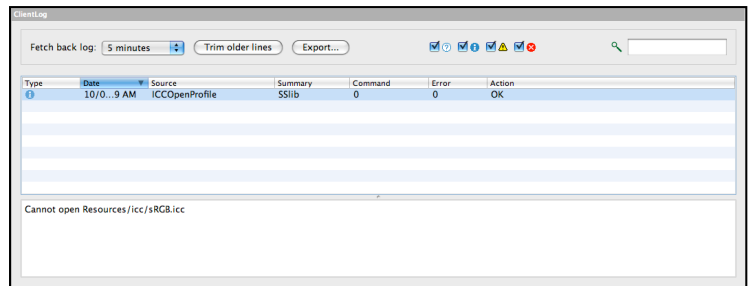 ClientLog
Fetch back log: 5 minutes Trim older lines Export...
Type Date Source Summary Command Error Action
10/0...9 AM ICCOpenProfile SSlib 0 0 OK
Cannot open Resources/icc/sRGB.icc